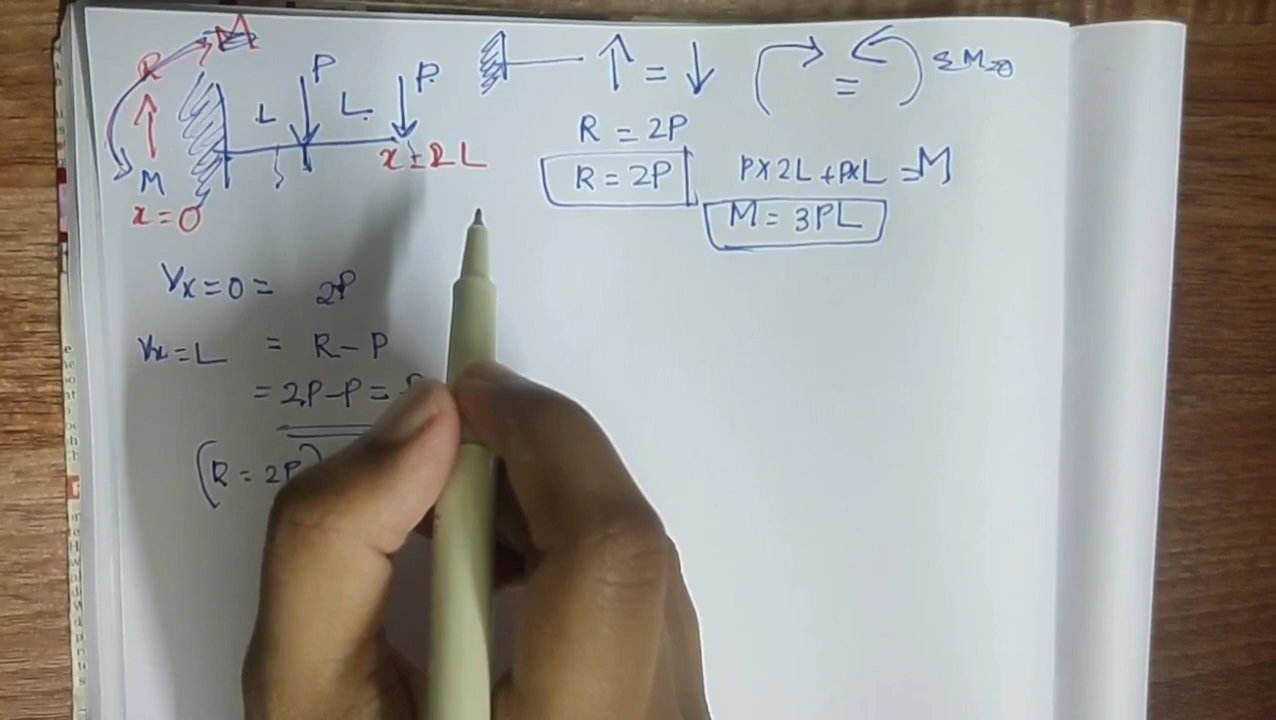 R M
P P
L L
M
x = 2L
x = 0
ΣM=0
R = 2P
R = 2P
P×2L + P×L = M
M = 3PL
Vx=0 = 2P
Vx=L = R-P
= 2P-P =
(R = 2P)